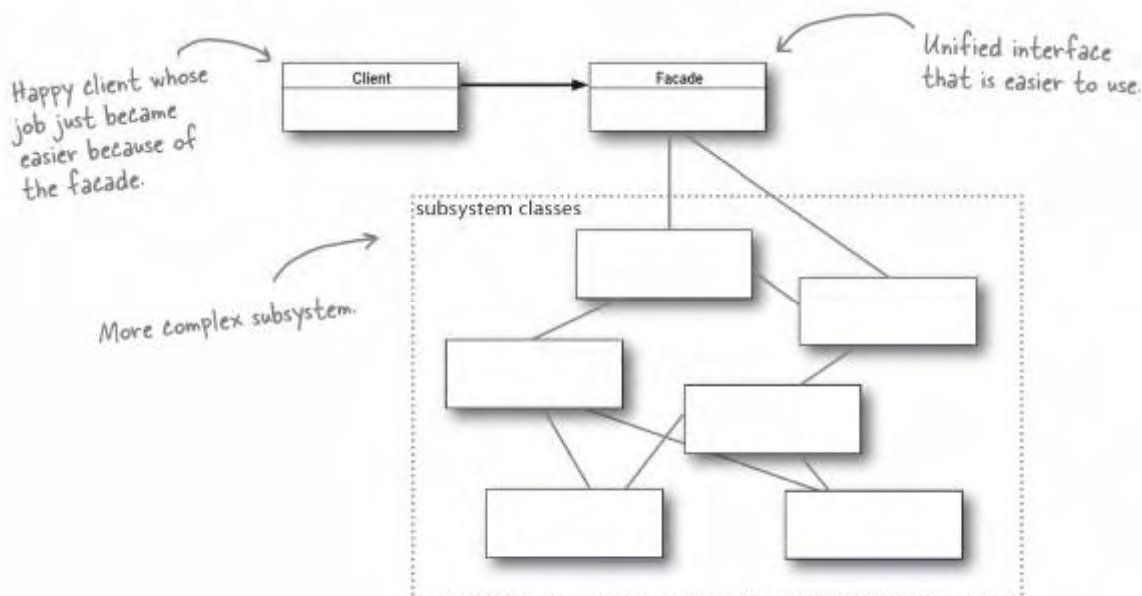 Happy client whose
job just became
easier because of
the facade.
Client
Facade
Unified interface
that is easier to use.
subsystem classes
More complex subsystem.